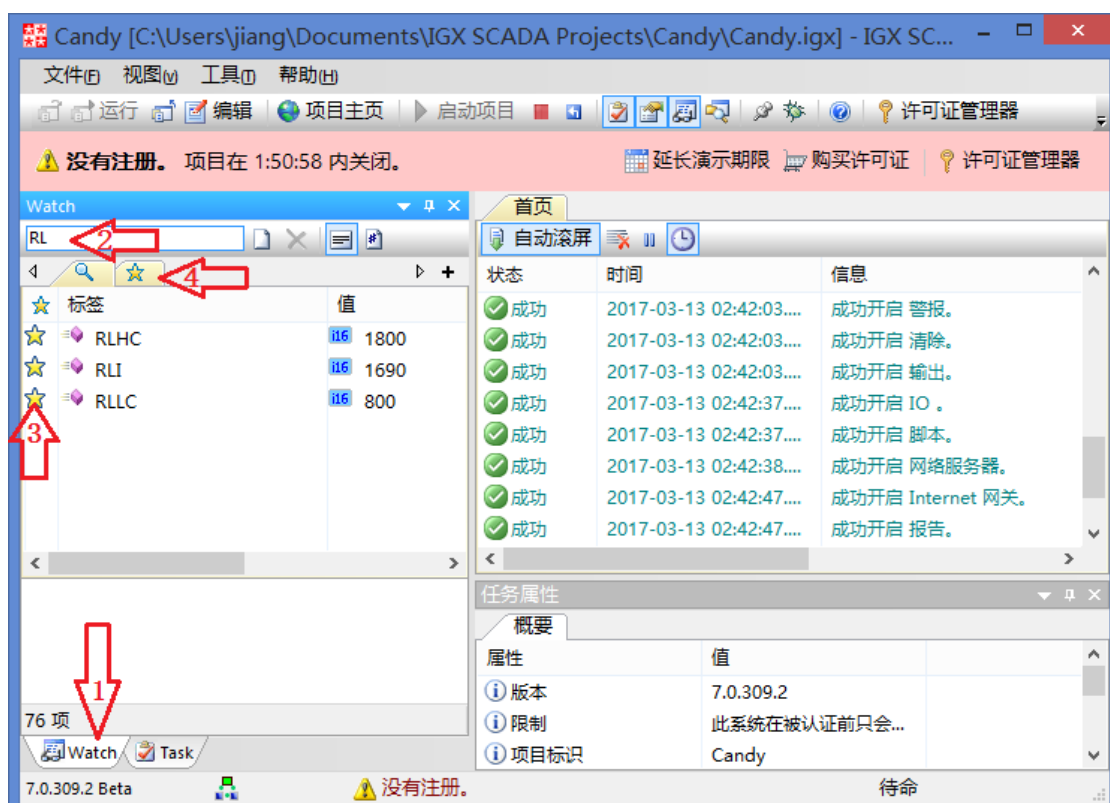 Candy [C:\Users\jiang\Documents\IGX SCADA Projects\Candy\Candy.igx] - IGX SC...
文件(F) 视图(V) 工具(T) 帮助(H)
运行 编辑 项目主页 启动项目 许可证管理器
没有注册。 项目在 1:50:58 内关闭。 延长演示期限 购买许可证 许可证管理器
Watch
RL
2
4
标签 值
RLHC i16 1800
RLI i16 1690
RLLC i16 800
3
1
76 项
Watch Task
首页
自动滚屏
状态 时间 信息
成功 2017-03-13 02:42:03.... 成功开启 警报。
成功 2017-03-13 02:42:03.... 成功开启 清除。
成功 2017-03-13 02:42:03.... 成功开启 输出。
成功 2017-03-13 02:42:37.... 成功开启 IO 。
成功 2017-03-13 02:42:37.... 成功开启 脚本。
成功 2017-03-13 02:42:38.... 成功开启 网络服务器。
成功 2017-03-13 02:42:47.... 成功开启 Internet 网关。
成功 2017-03-13 02:42:47.... 成功开启 报告。
任务属性
概要
属性 值
版本 7.0.309.2
限制 此系统在被认证前只会...
项目标识 Candy
7.0.309.2 Beta 没有注册。 待命